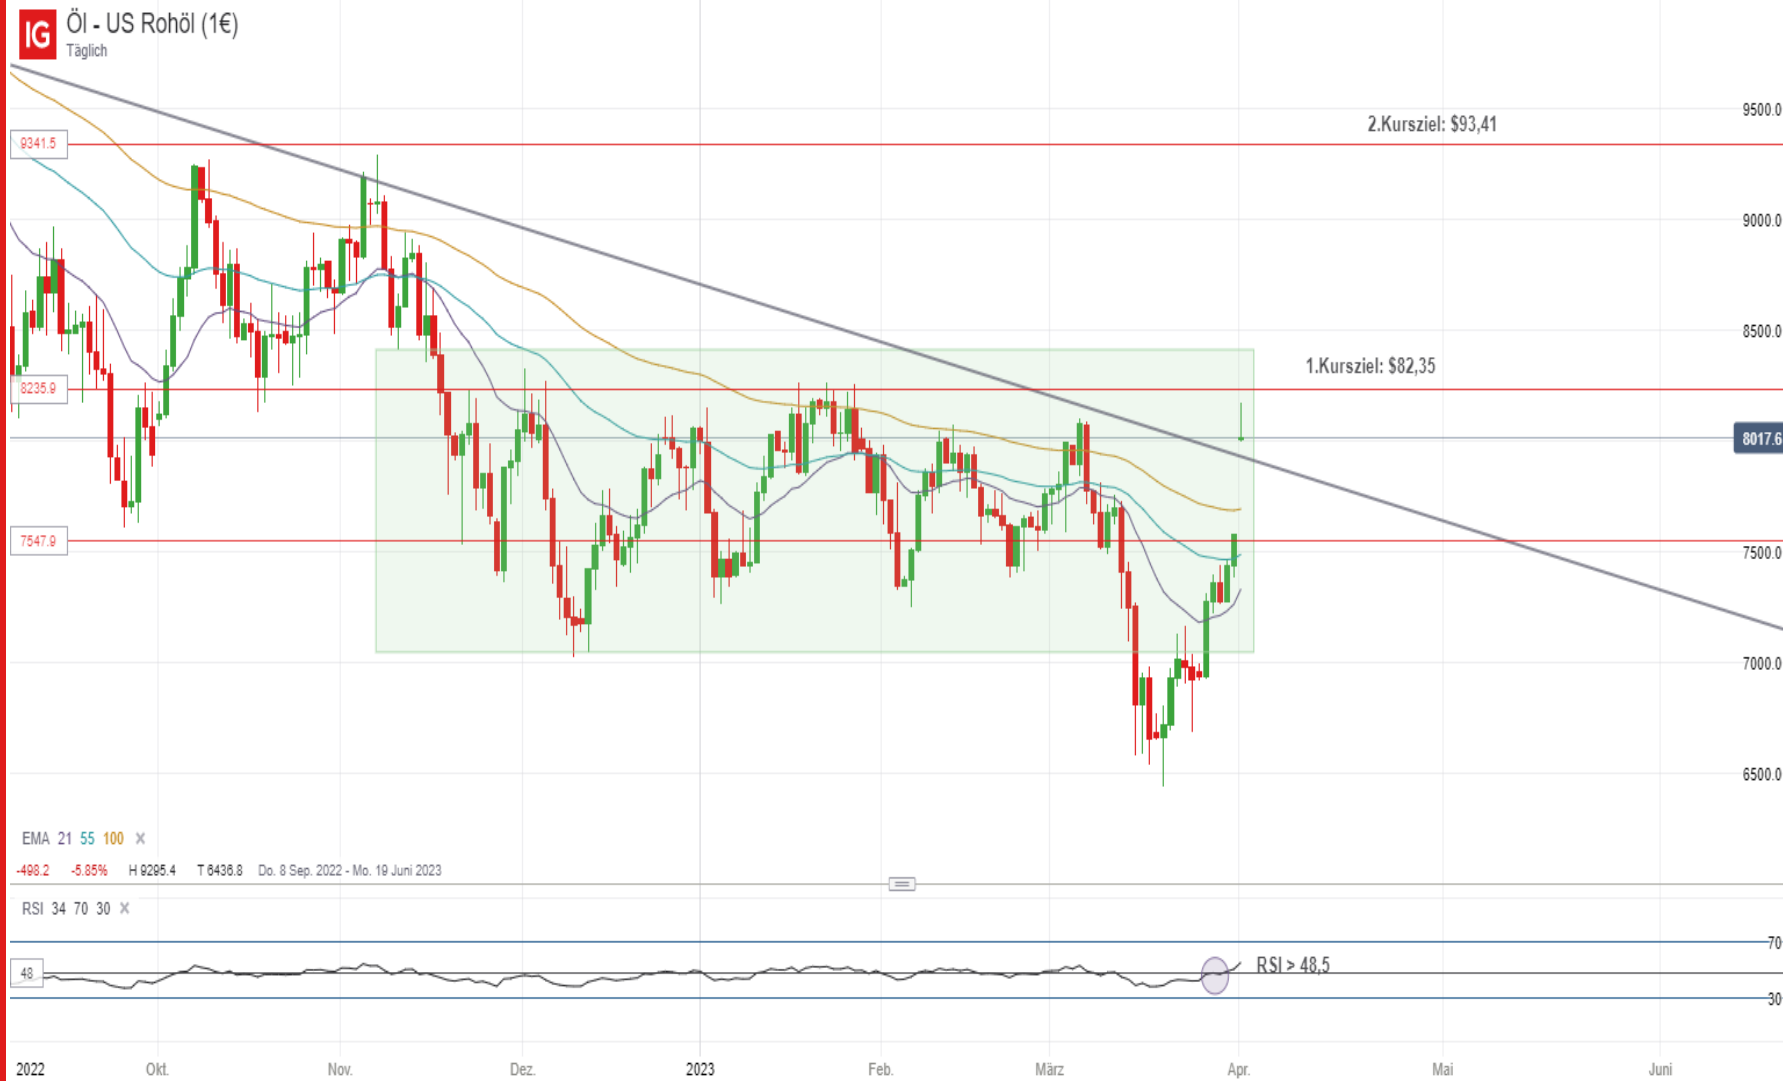 IG
Öl - US Rohöl (1€)
Täglich
9500.0
2.Kursziel: $93,41
9341.5
9000.0
8500.0
1.Kursziel: $82,35
8235.9
8017.6
7547.9
7500.0
7000.0
6500.0
EMA 21 55 100 ×
-498.2 -5.85% H 9295.4 T 6436.8 Do. 8 Sep. 2022 - Mo. 19 Juni 2023
RSI 34 70 30 ×
70
48
RSI > 48,5
30
2022 Okt. Nov. Dez. 2023 Feb. März Apr. Mai Juni